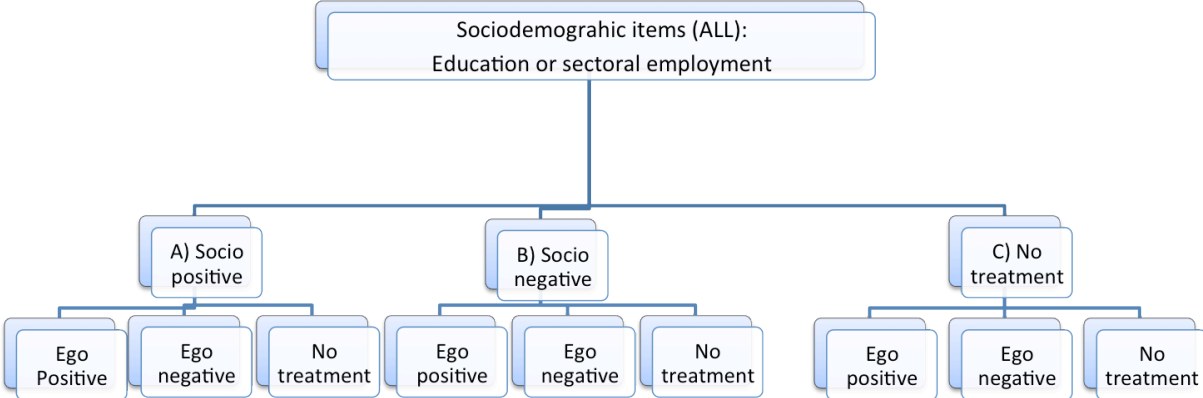 Sociodemograhic items (ALL):
Education or sectoral employment
A) Socio
positive
B) Socio
negative
C) No
treatment
Ego
Positive
Ego
negative
No
treatment
Ego
positive
Ego
negative
No
treatment
Ego
positive
Ego
negative
No
treatment